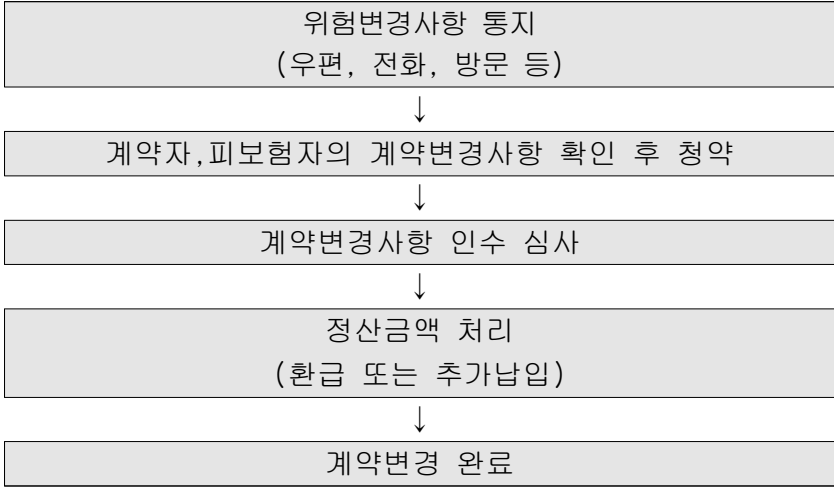 위험변경사항 통지
(우편, 전화, 방문 등)
↓
계약자,피보험자의 계약변경사항 확인 후 청약
↓
계약변경사항 인수 심사
↓
정산금액 처리
(환급 또는 추가납입)
↓
계약변경 완료